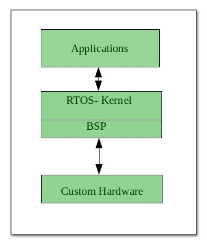 Applications
RTOS- Kernel
BSP
Custom Hardware